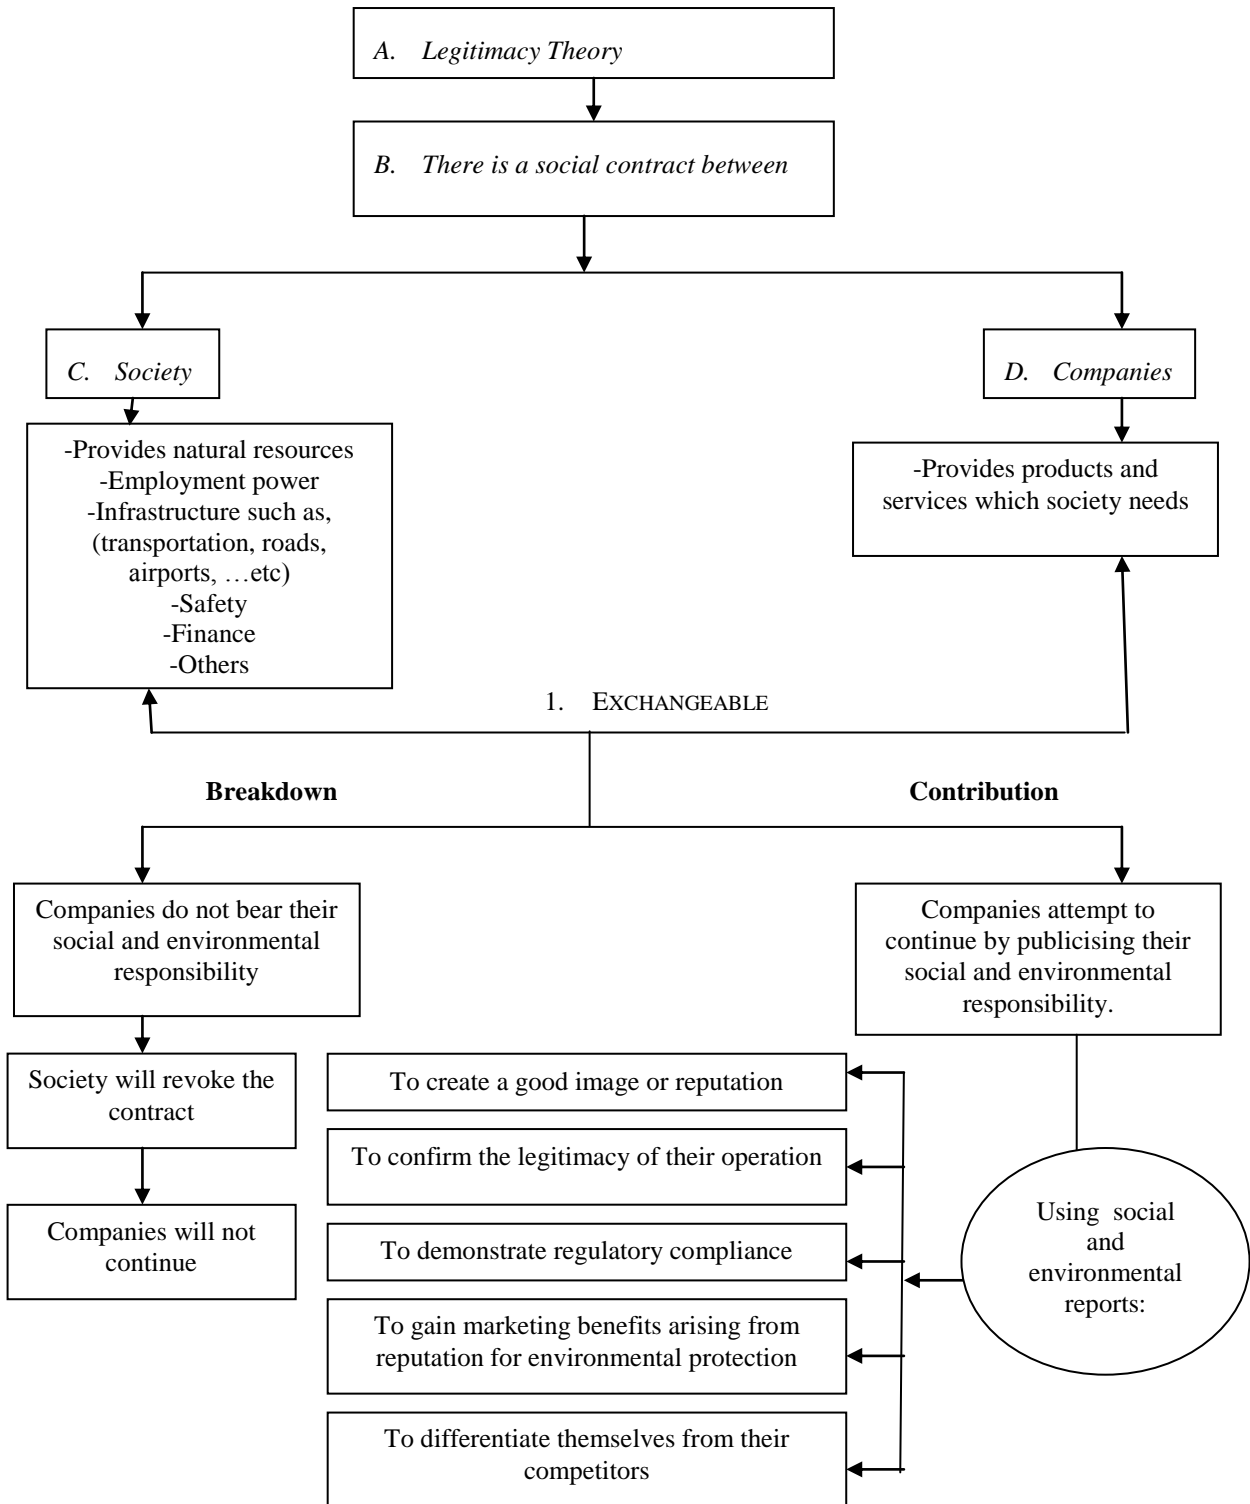 A. Legitimacy Theory
B. There is a social contract between
C. Society
D. Companies
-Provides natural resources
-Employment power
-Infrastructure such as,
(transportation, roads,
airports, …etc)
-Safety
-Finance
-Others
-Provides products and
services which society needs
1. EXCHANGEABLE
Breakdown
Contribution
Companies do not bear their
social and environmental
responsibility
Companies attempt to
continue by publicising their
social and environmental
responsibility.
Society will revoke the
contract
Companies will not
continue
To create a good image or reputation
To confirm the legitimacy of their operation
To demonstrate regulatory compliance
To gain marketing benefits arising from
reputation for environmental protection
To differentiate themselves from their
competitors
Using social
and
environmental
reports: